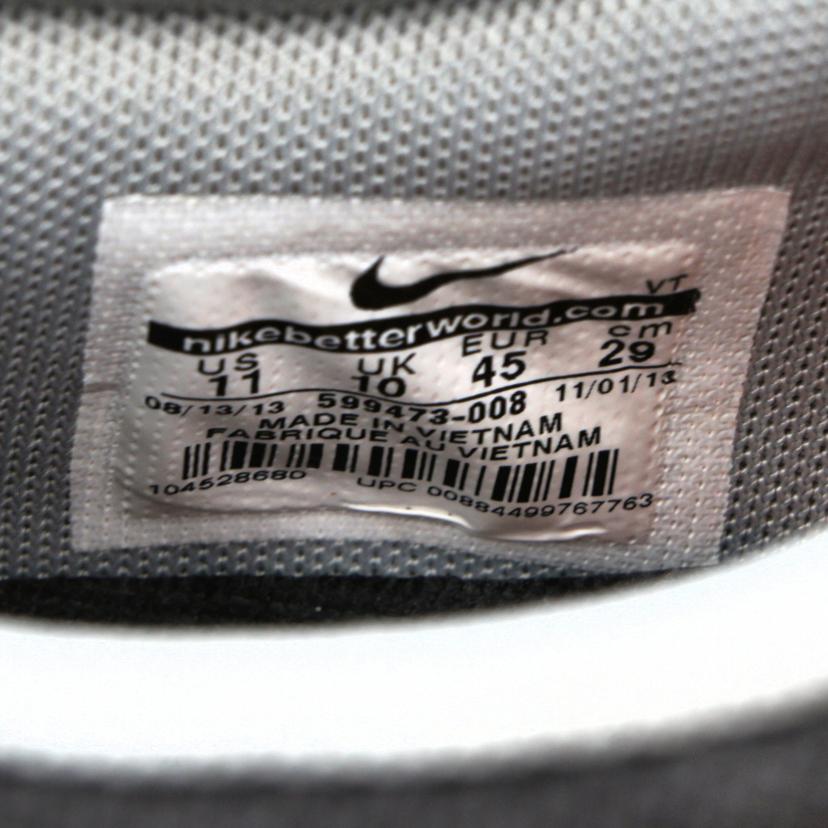 VT
nikebetterworld.com
US UK EUR cm
11 10 45 29
08/13/13 599473-008 11/01/13
MADE IN VIETNAM
FABRIQUE AU VIETNAM
104528680 UPC 00884499767763